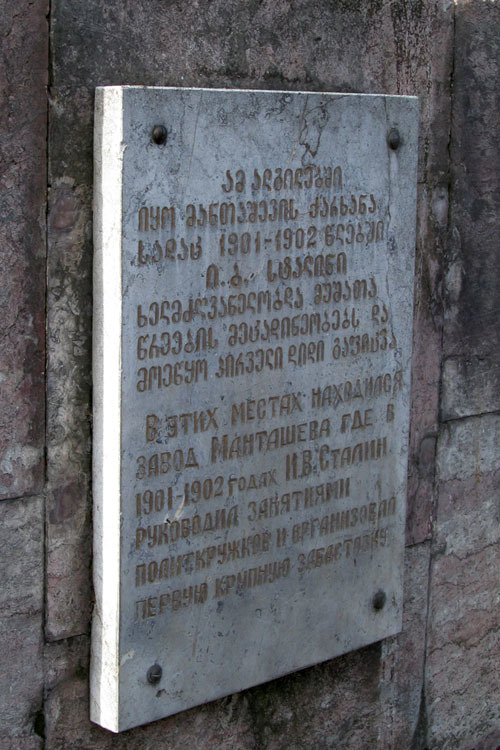 ამ ადგილებში
იყო მანთაშევის ქარხანა
სადაც 1901-1902 წლებში
ი. ბ. სტალინი
ხელმძღვანელობდა მუშათა
წრეების მეცადინეობებს და
მოეწყო პირველი დიდი გაფიცვა
В ЭТИХ МЕСТАХ НАХОДИЛСЯ
ЗАВОД МАНТАШЕВА ГДЕ В
1901-1902 ГОДАХ И.В.СТАЛИН
РУКОВОДИЛ ЗАНЯТИЯМИ
ПОЛИТКРУЖКОВ И ОРГАНИЗОВАЛ
ПЕРВУЮ КРУПНУЮ ЗАБАСТОВКУ